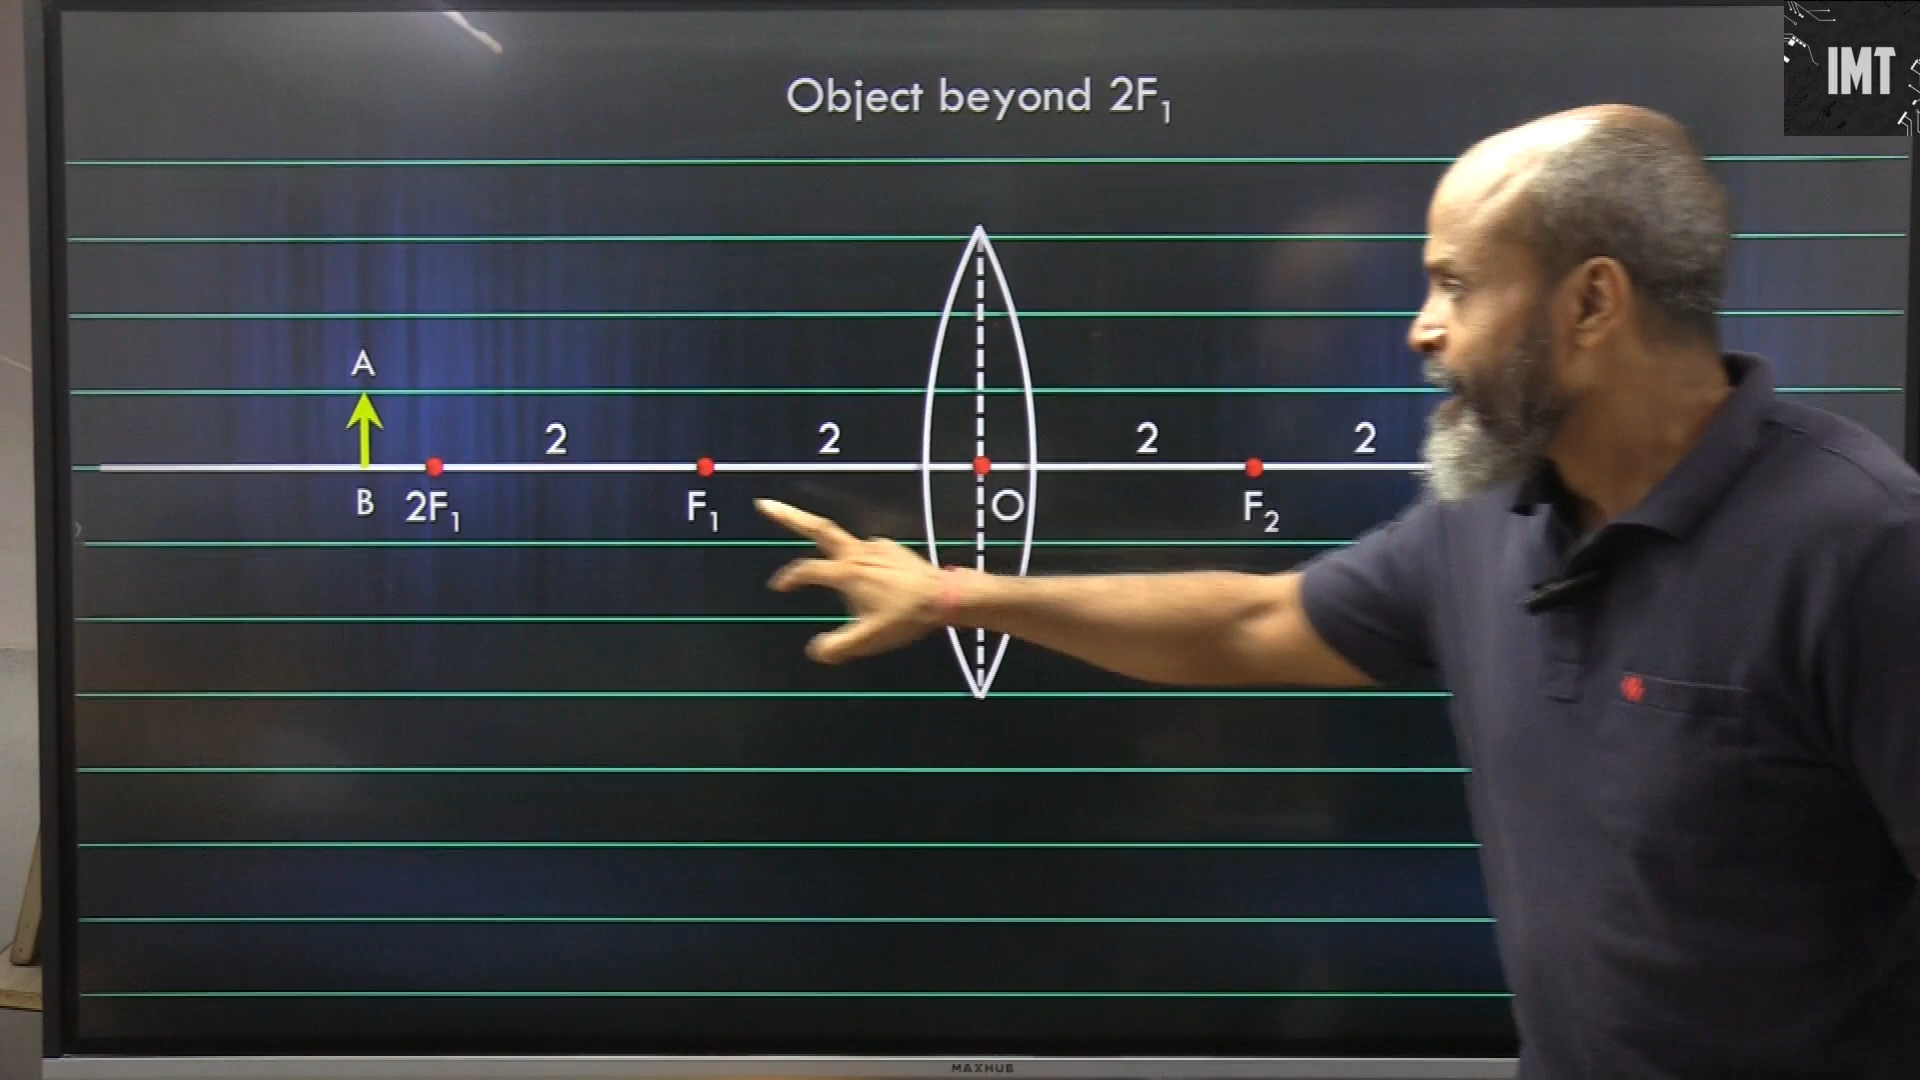 IMT
Object beyond 2F₁
A
2 2 2 2
B 2F₁ F₁ O F₂
MAXHUB